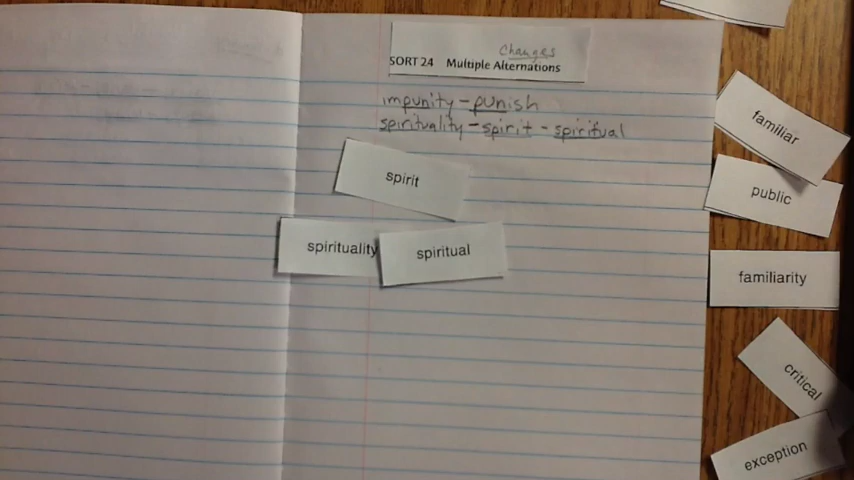 Changes
SORT 24 Multiple Alternations
impunity - punish
spirituality - spirit - spiritual
spirit
spirituality
spiritual
familiar
public
familiarity
critical
exception